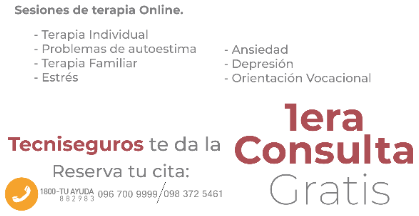 Sesiones de terapia Online.
- Terapia Individual
- Problemas de autoestima
- Terapia Familiar
- Estrés
- Ansiedad
- Depresión
- Orientación Vocacional
Tecniseguros te da la
1era
Consulta
Gratis
Reserva tu cita:
1800-TU AYUDA
882983
096 700 9999/098 372 5461